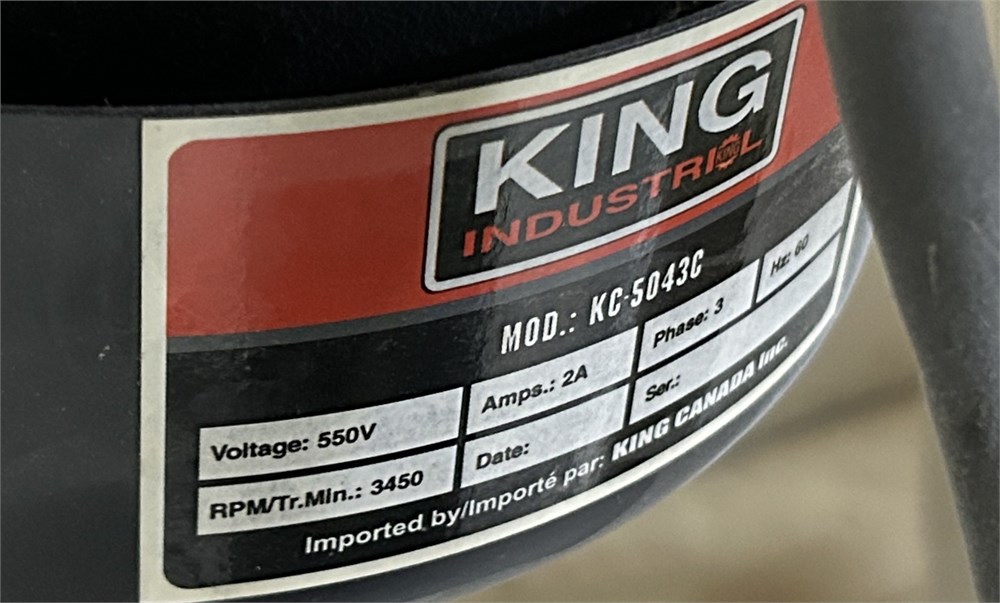 KING
INDUSTRIAL
KING
MOD.: KC-5043C
Voltage: 550V
Amps.: 2A
Phase: 3
Hz: 60
RPM/Tr.Min.: 3450
Date:
Ser.:
Imported by/Importé par: KING CANADA Inc.